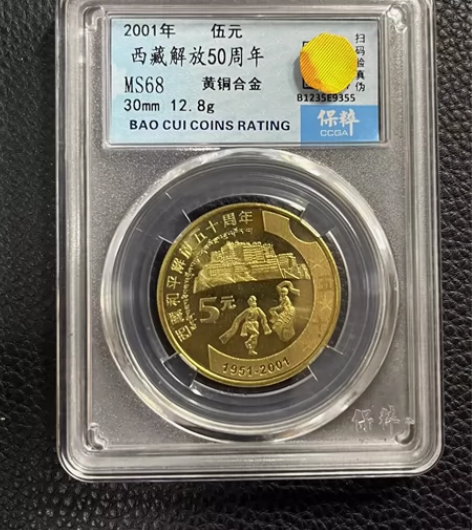 2001年 伍元
西藏解放50周年
MS68 黄铜合金
30mm 12.8g
BAO CUI COINS RATING
扫码验真伪
B1235E9355
保粹
CCGA
西藏和平解放五十周年
5元
1951-2001
保粹